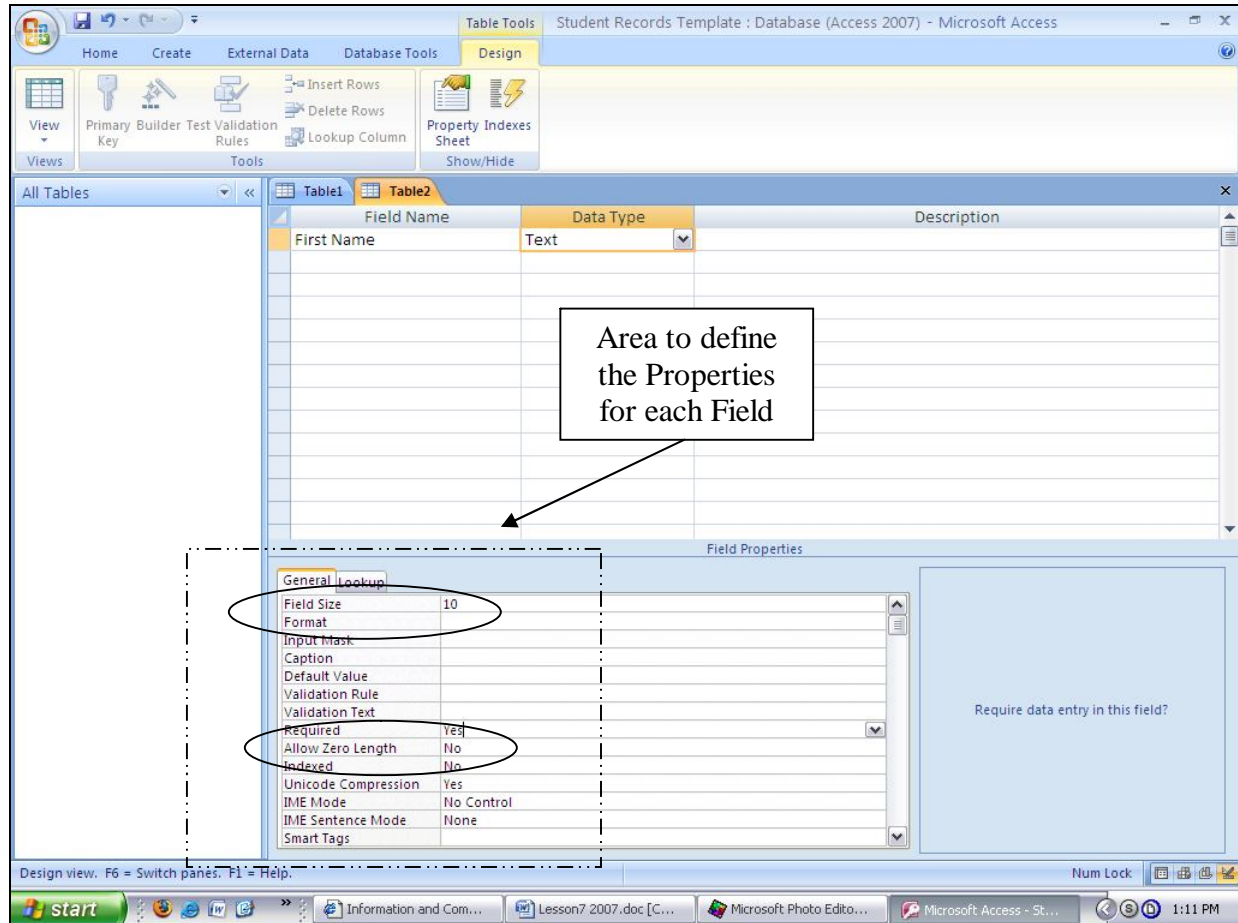 Table Tools Student Records Template : Database (Access 2007) - Microsoft Access
Home Create External Data Database Tools Design
View
Views
Primary Key
Builder
Test Validation Rules
Insert Rows
Delete Rows
Lookup Column
Tools
Property Sheet
Indexes
Show/Hide
All Tables
Table1 Table2
Field Name Data Type Description
First Name Text
Area to define
the Properties
for each Field
Field Properties
General Lookup
Field Size 10
Format
Input Mask
Caption
Default Value
Validation Rule
Validation Text
Required Yes
Allow Zero Length No
Indexed No
Unicode Compression Yes
IME Mode No Control
IME Sentence Mode None
Smart Tags
Require data entry in this field?
Design view. F6 = Switch panes. F1 = Help.
Num Lock
start
Information and Com...
Lesson7 2007.doc [C...
Microsoft Photo Edito...
Microsoft Access - St...
1:11 PM